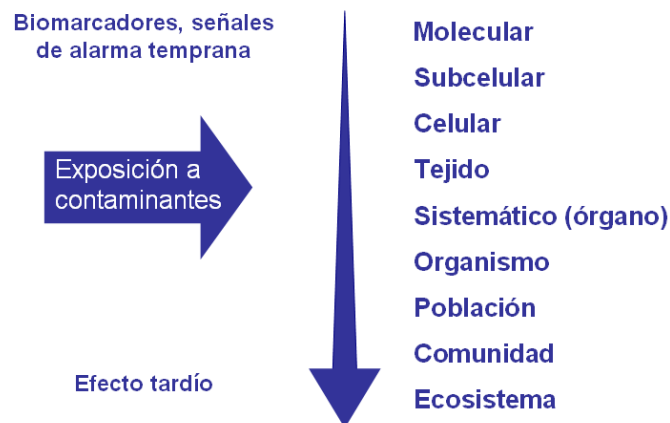 Biomarcadores, señales
de alarma temprana
Exposición a
contaminantes
Efecto tardío
Molecular
Subcelular
Celular
Tejido
Sistemático (órgano)
Organismo
Población
Comunidad
Ecosistema